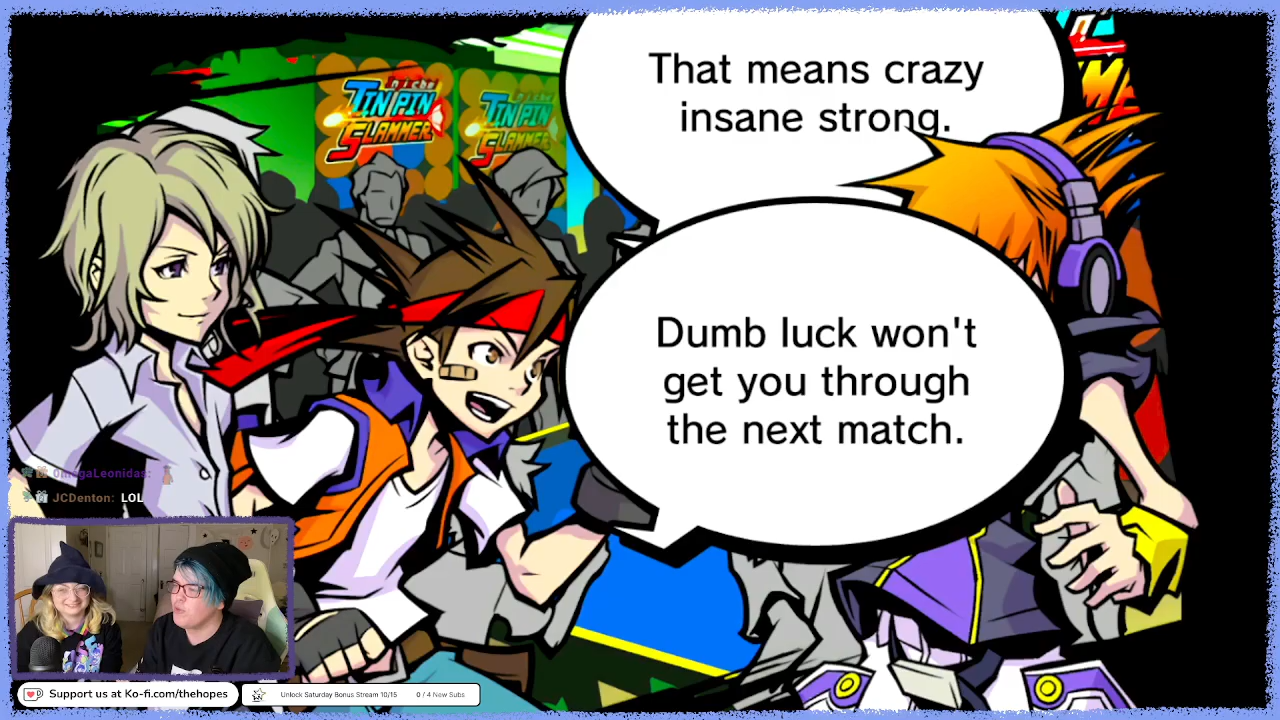 That means crazy
insane strong.
TIN PIN
SLAMMER
TIN PIN
SLAMMER
Dumb luck won't
get you through
the next match.
OmegaLeonidas:
JCDenton: LOL
Support us at Ko-fi.com/thehopes
Unlock Saturday Bonus Stream 10/15 0 / 4 New Subs